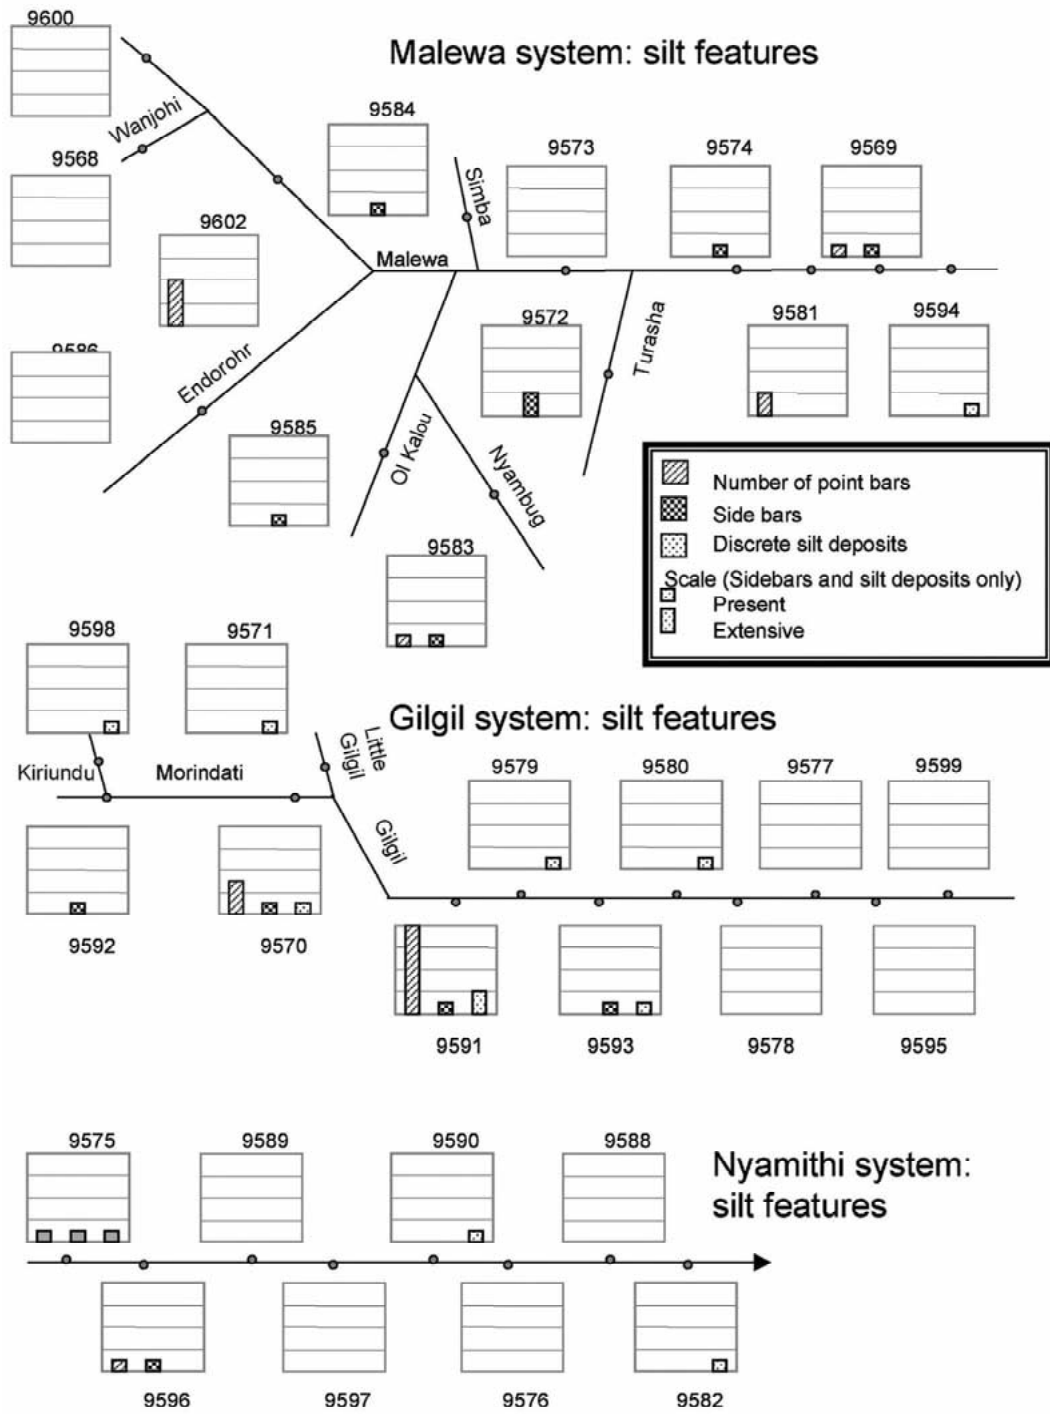 9600
Malewa system: silt features
Wanjohi
9584
9568
9573
9574
9569
Simba
9602
Malewa
9572
9581
9594
Turasha
9586
Endorohr
9585
Ol Kalou
Nyambug
Number of point bars
Side bars
Discrete silt deposits
Scale (Sidebars and silt deposits only)
Present
Extensive
9583
9598
9571
Gilgil system: silt features
Little
Gilgil
Kiriundu
Morindati
9579
9580
9577
9599
Gilgil
9592
9570
9591
9593
9578
9595
9575
9589
9590
9588
Nyamithi system:
silt features
9596
9597
9576
9582